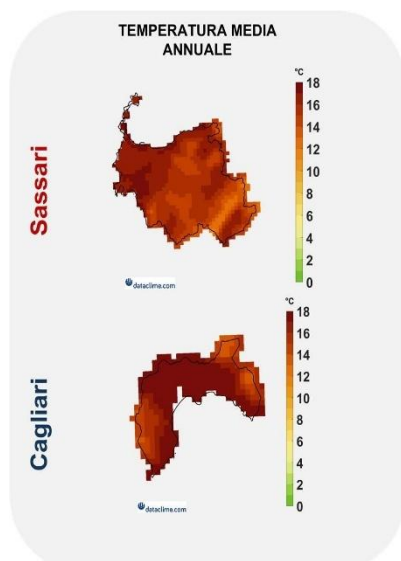 TEMPERATURA MEDIA
ANNUALE
Sassari
°C
18
16
14
12
10
8
6
4
2
0
dataclima.com
Cagliari
°C
18
16
14
12
10
8
6
4
2
0
dataclima.com